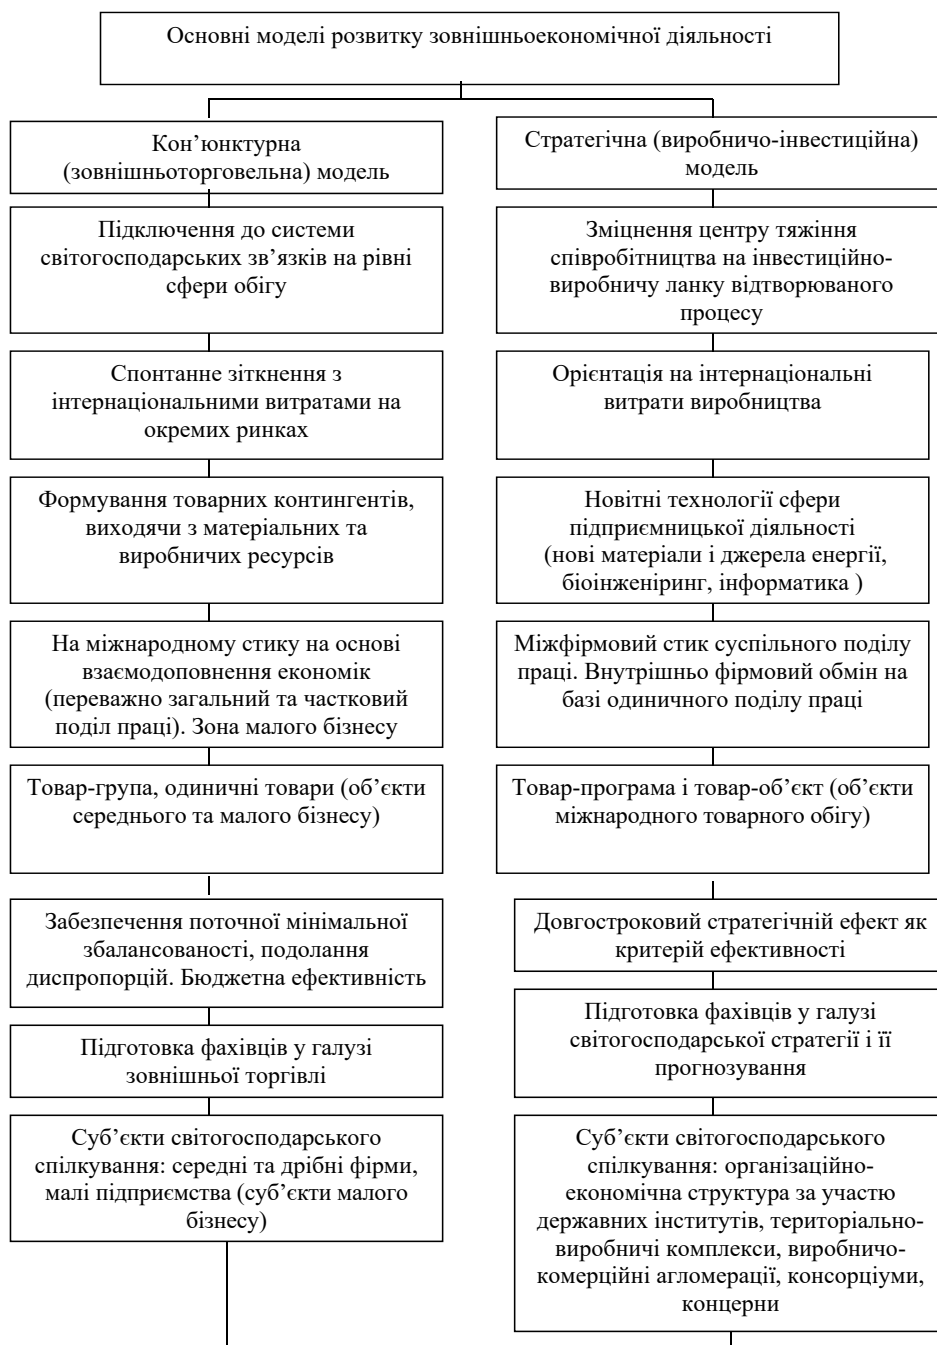 Основні моделі розвитку зовнішньоекономічної діяльності
Кон’юнктурна
(зовнішньоторговельна) модель
Стратегічна (виробничо-інвестиційна)
модель
Підключення до системи
світогосподарських зв’язків на рівні
сфери обігу
Зміцнення центру тяжіння
співробітництва на інвестиційно-
виробничу ланку відтворюваного
процесу
Спонтанне зіткнення з
інтернаціональними витратами на
окремих ринках
Орієнтація на інтернаціональні
витрати виробництва
Формування товарних контингентів,
виходячи з матеріальних та
виробничих ресурсів
Новітні технології сфери
підприємницької діяльності
(нові матеріали і джерела енергії,
біоінженіринг, інформатика )
На міжнародному стику на основі
взаємодоповнення економік
(переважно загальний та частковий
поділ праці). Зона малого бізнесу
Міжфірмовий стик суспільного поділу
праці. Внутрішньо фірмовий обмін на
базі одиничного поділу праці
Товар-група, одиничні товари (об’єкти
середнього та малого бізнесу)
Товар-програма і товар-об’єкт (об’єкти
міжнародного товарного обігу)
Забезпечення поточної мінімальної
збалансованості, подолання
диспропорцій. Бюджетна ефективність
Довгостроковий стратегічній ефект як
критерій ефективності
Підготовка фахівців у галузі
зовнішньої торгівлі
Підготовка фахівців у галузі
світогосподарської стратегії і її
прогнозування
Суб’єкти світогосподарського
спілкування: середні та дрібні фірми,
малі підприємства (суб’єкти малого
бізнесу)
Суб’єкти світогосподарського
спілкування: організаційно-
економічна структура за участю
державних інститутів, територіально-
виробничі комплекси, виробничо-
комерційні агломерації, консорціуми,
концерни